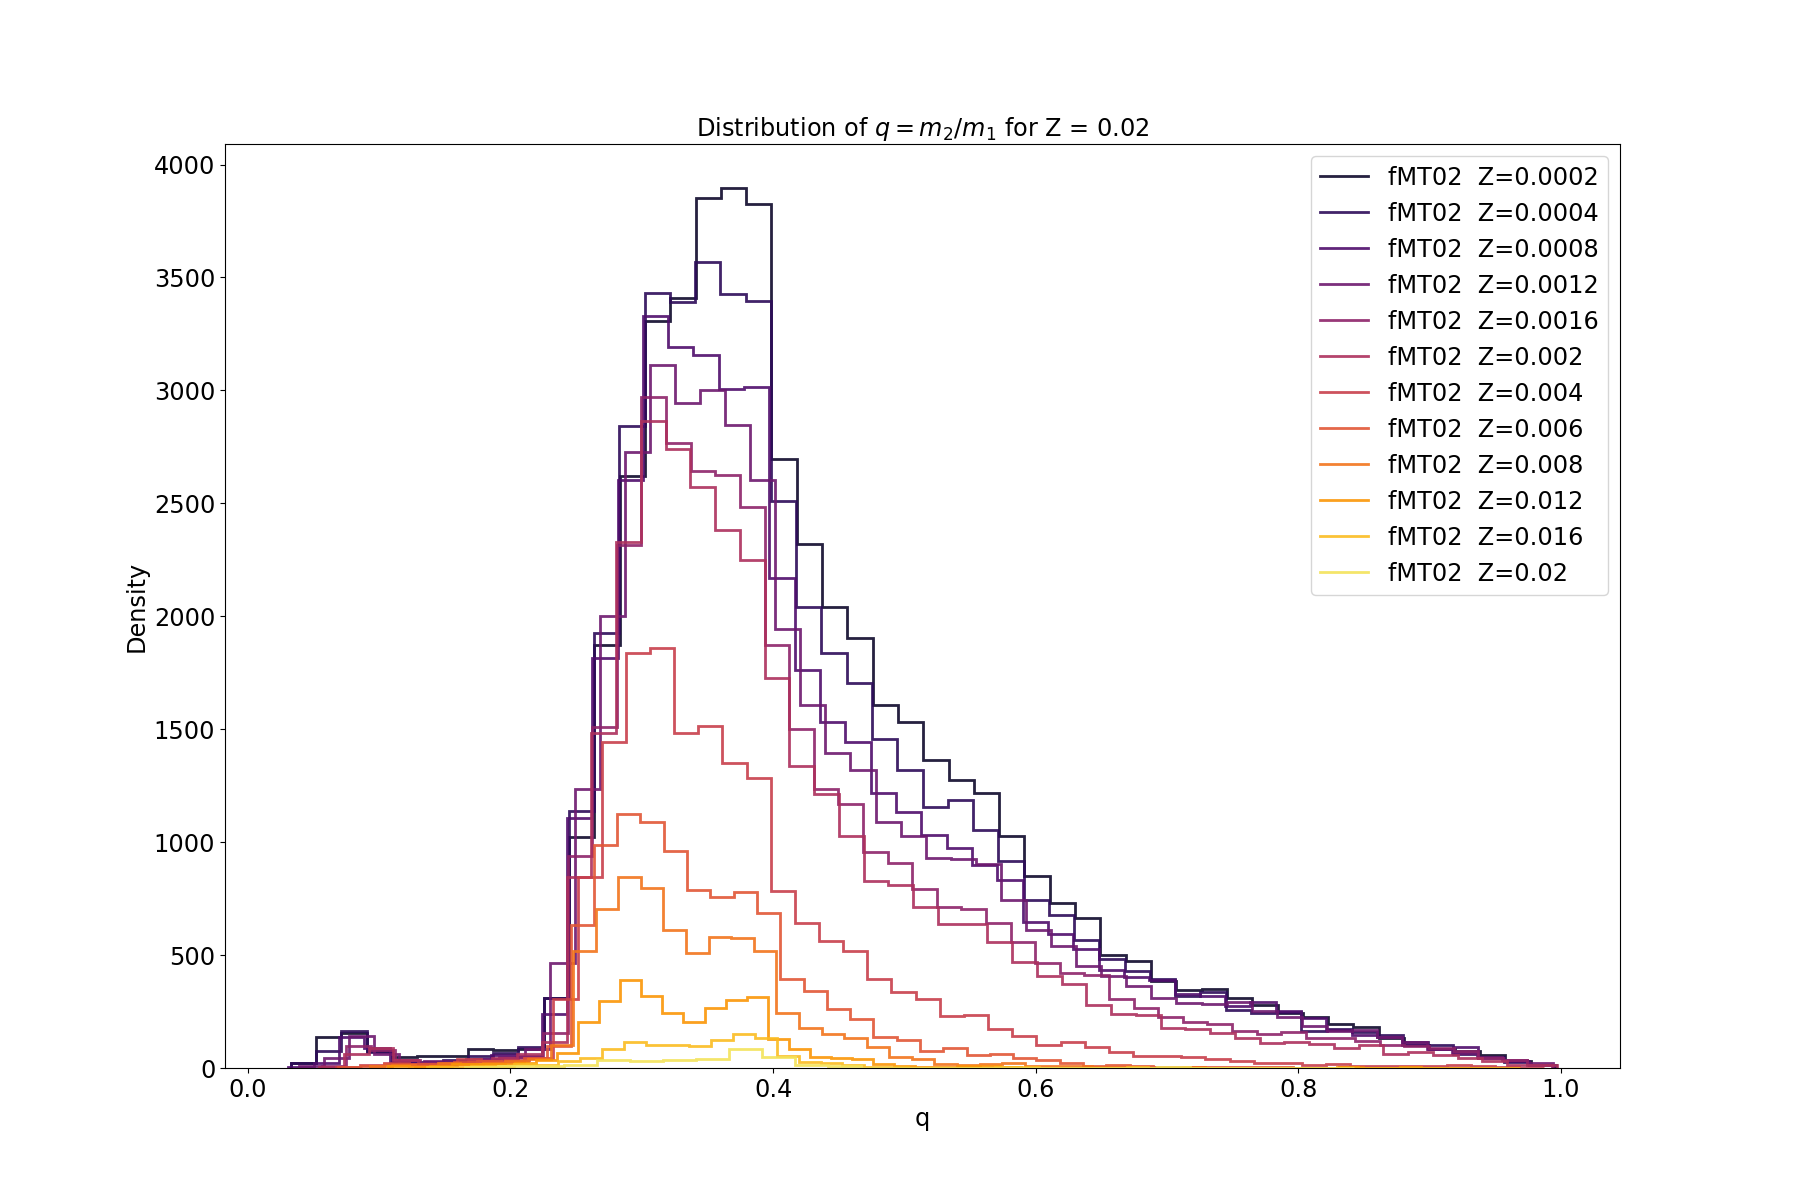 Distribution of q = m₂/m₁ for Z = 0.02
4000
3500
3000
2500
2000
1500
1000
500
0
Density
fMT02 Z=0.0002
fMT02 Z=0.0004
fMT02 Z=0.0008
fMT02 Z=0.0012
fMT02 Z=0.0016
fMT02 Z=0.002
fMT02 Z=0.004
fMT02 Z=0.006
fMT02 Z=0.008
fMT02 Z=0.012
fMT02 Z=0.016
fMT02 Z=0.02
0.0 0.2 0.4 0.6 0.8 1.0
q